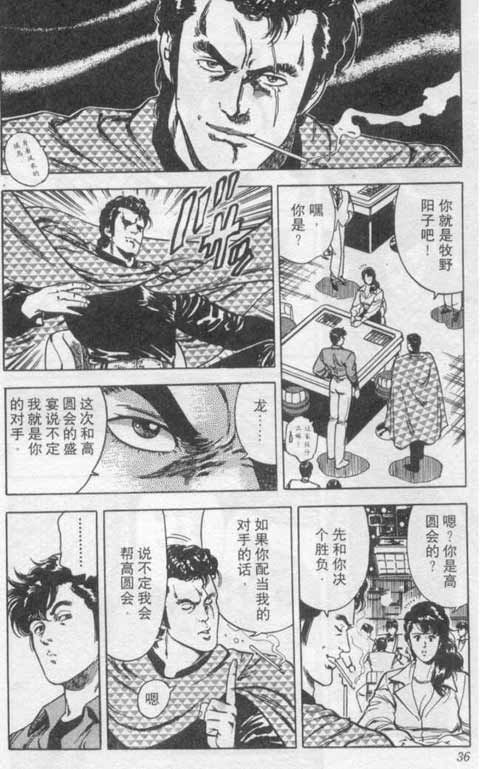 你就是牧野
阳子吧!
嘿,
你是?
龙……
这次和高
圆会的盛
宴说不定
我就是你
的对手.
嗯?你是高
圆会的?
先和你决
个胜负.
如果你配当我的
对手的话.
说不定我会
帮高圆会.
嗯
…………
36